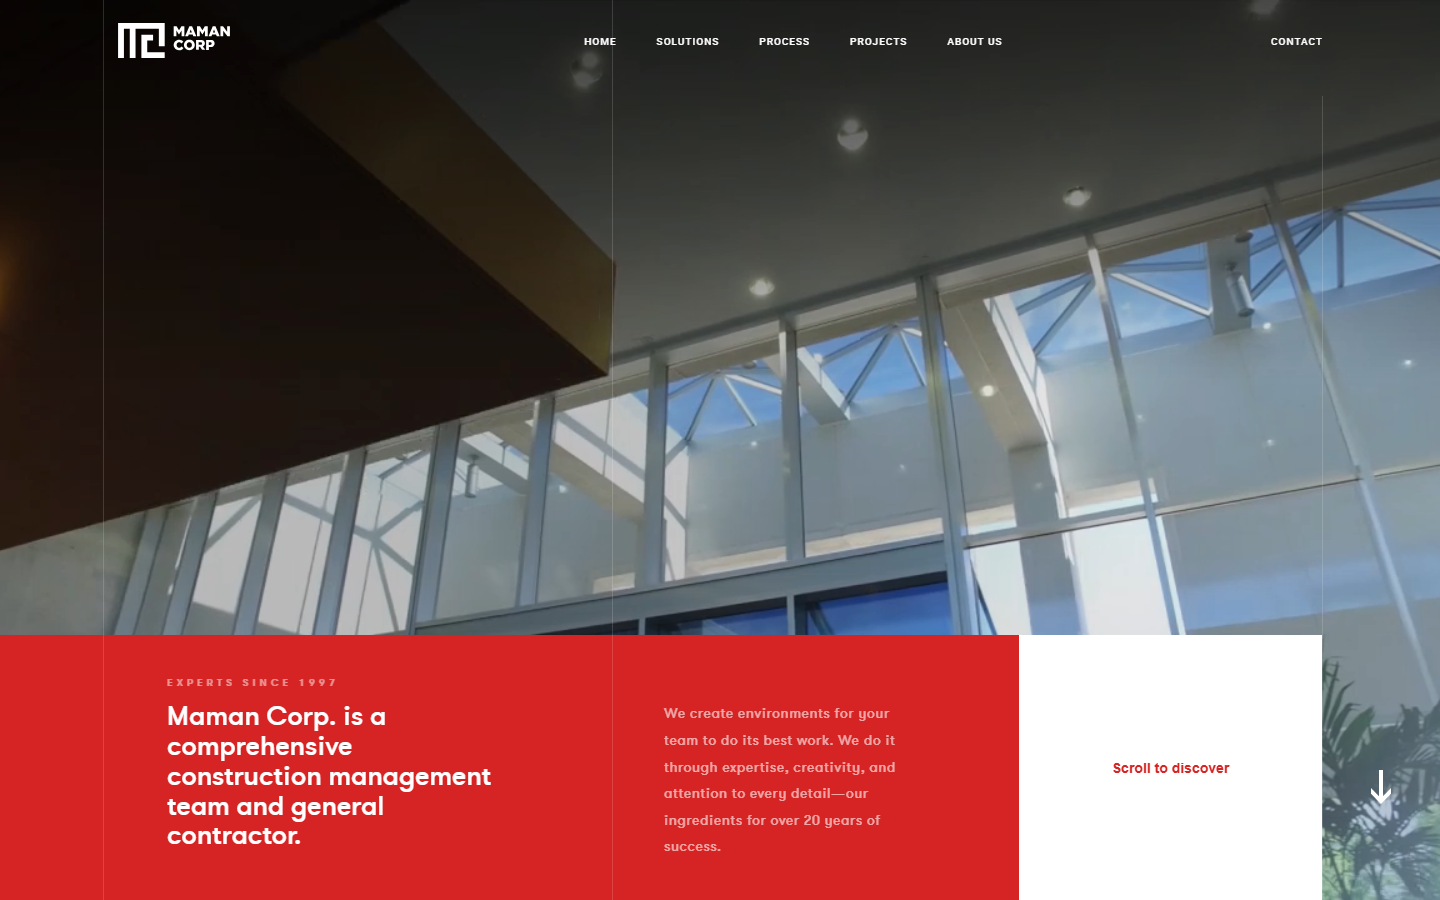 MAMAN
CORP
HOME SOLUTIONS PROCESS PROJECTS ABOUT US CONTACT
EXPERTS SINCE 1997
Maman Corp. is a
comprehensive
construction management
team and general
contractor.
We create environments for your
team to do its best work. We do it
through expertise, creativity, and
attention to every detail—our
ingredients for over 20 years of
success.
Scroll to discover